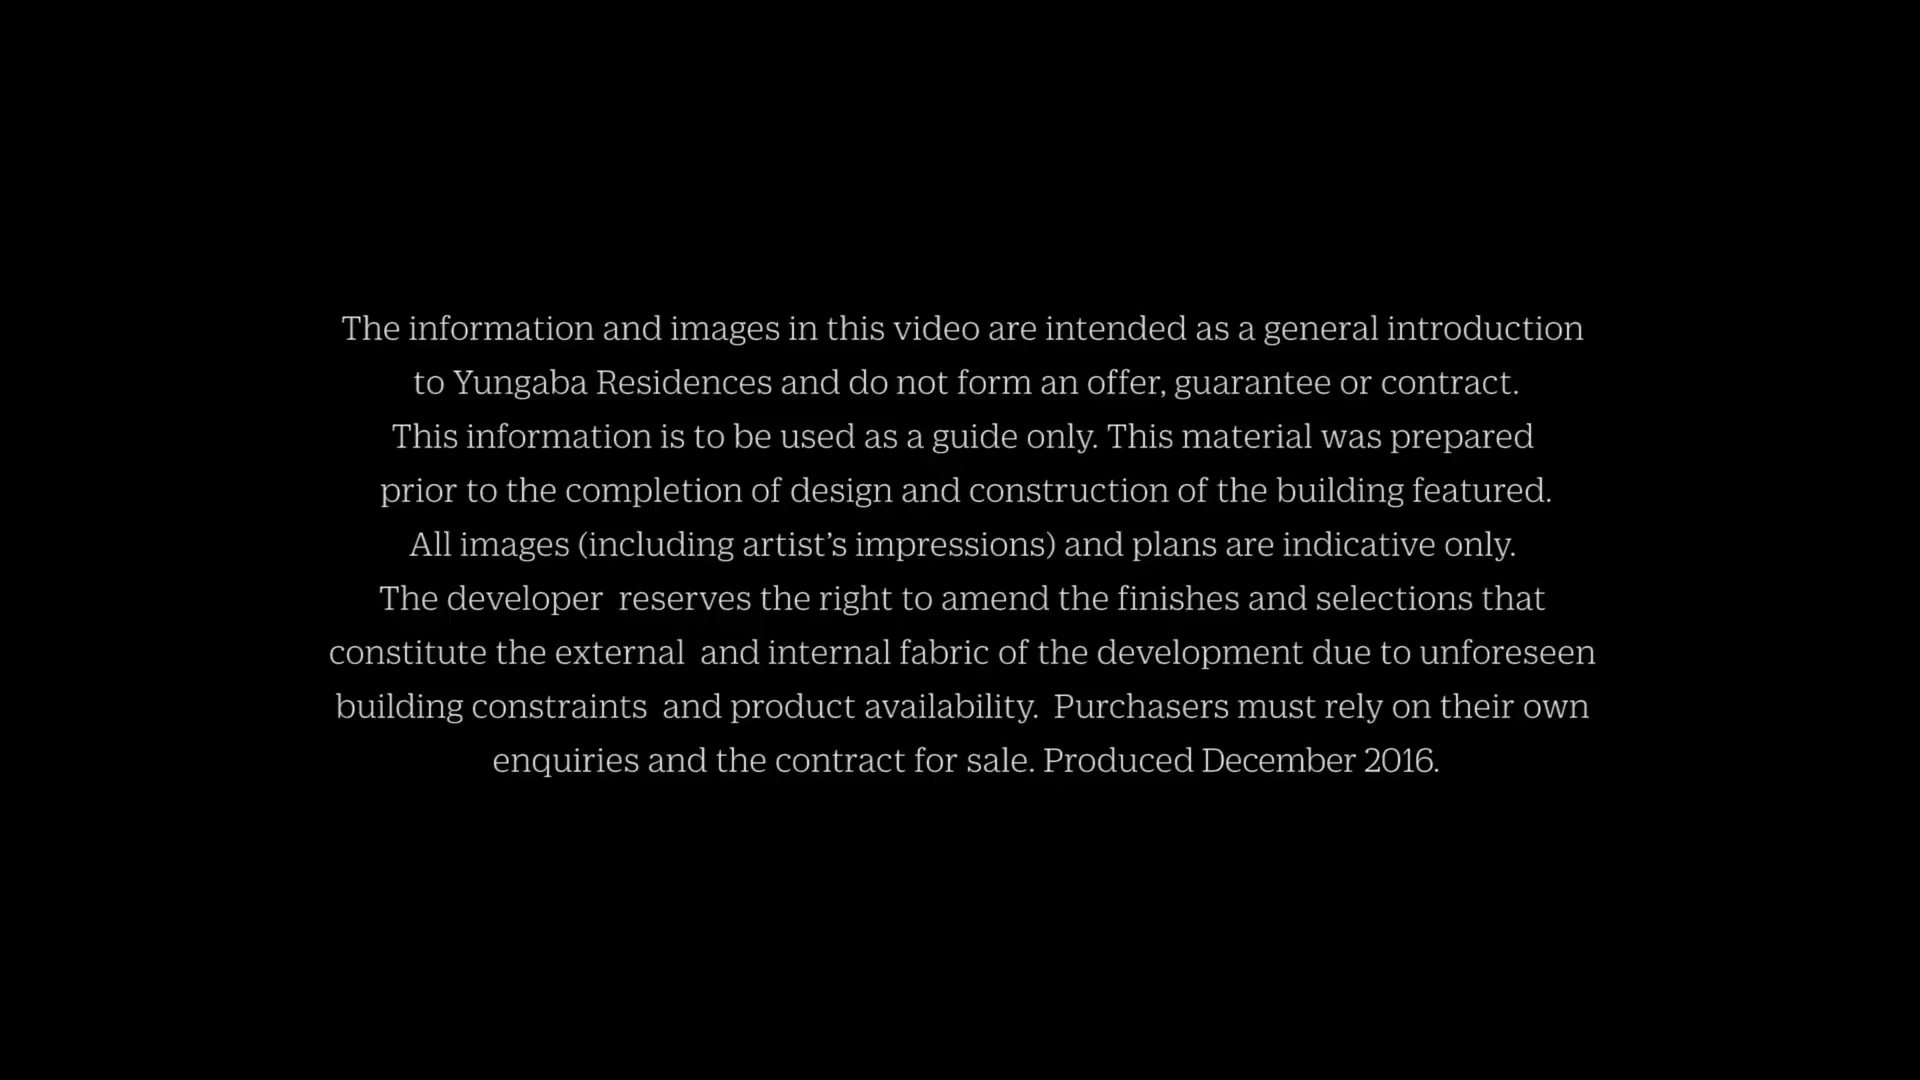 The information and images in this video are intended as a general introduction
to Yungaba Residences and do not form an offer, guarantee or contract.
This information is to be used as a guide only. This material was prepared
prior to the completion of design and construction of the building featured.
All images (including artist’s impressions) and plans are indicative only.
The developer  reserves the right to amend the finishes and selections that
constitute the external  and internal fabric of the development due to unforeseen
building constraints  and product availability.  Purchasers must rely on their own
enquiries and the contract for sale. Produced December 2016.